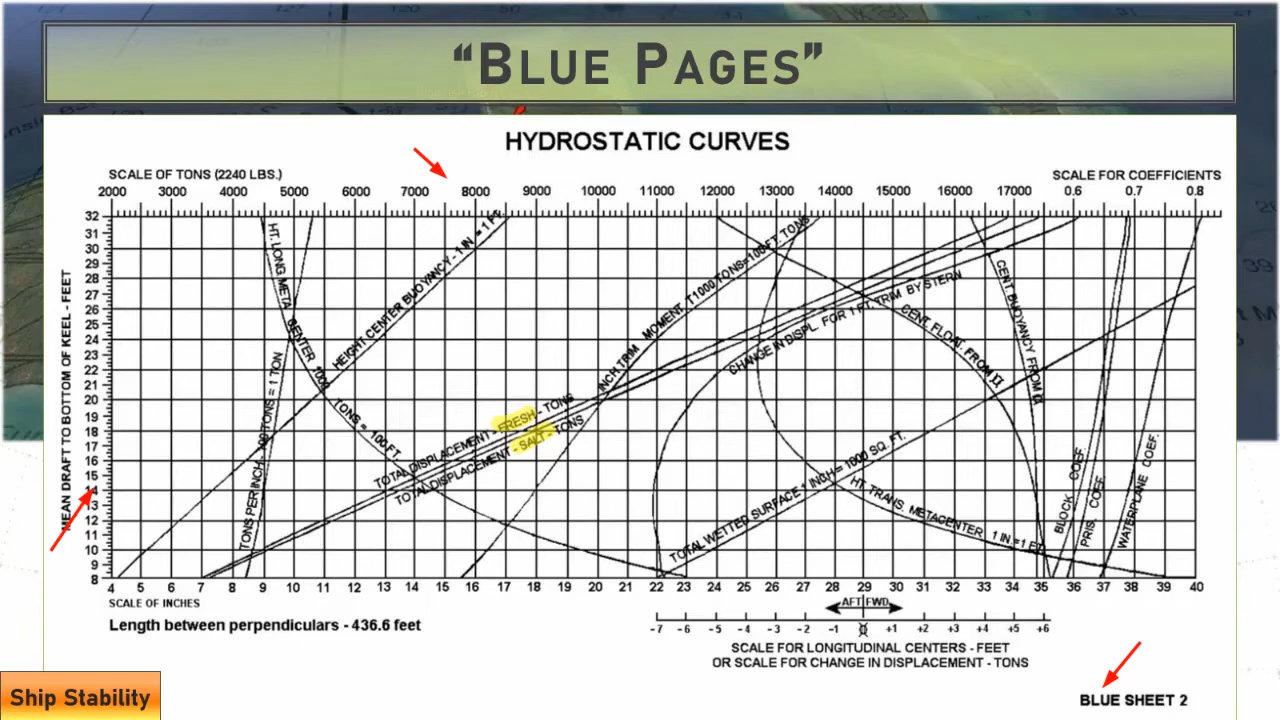 “BLUE PAGES”
HYDROSTATIC CURVES
SCALE OF TONS (2240 LBS.)
SCALE FOR COEFFICIENTS
2000 3000 4000 5000 6000 7000 8000 9000 10000 11000 12000 13000 14000 15000 16000 17000 0.6 0.7 0.8
MEAN DRAFT TO BOTTOM OF KEEL - FEET
32
31
30
29
28
27
26
25
24
23
22
21
20
19
18
17
16
15
14
13
12
11
10
9
8
HT. LONG META CENTER 1000 TONS = 100 FT.
HEIGHT CENTER BUOYANCY - 1 IN. = 1 FT.
TONS PER INCH - 100 TONS = 1 TON
TOTAL DISPLACEMENT - FRESH - TONS
TOTAL DISPLACEMENT - SALT - TONS
INCH TRIM MOMENT. T1000 TONS=100 FT. TONS
CHANGE IN DISPL. FOR 1 FT. TRIM BY STERN
CENT. FLOAT. FROM
CENT. BUOYANCY FROM
TOTAL WETTED SURFACE 1 INCH = 1000 SQ. FT.
HT. TRANS. METACENTER 1 IN.=1 FT.
BLOCK COEF
PRIS. COEF.
WATERPLANE COEF.
4 5 6 7 8 9 10 11 12 13 14 15 16 17 18 19 20 21 22 23 24 25 26 27 28 29 30 31 32 33 34 35 36 37 38 39 40
SCALE OF INCHES
AFT FWD
Length between perpendiculars - 436.6 feet
-7 -6 -5 -4 -3 -2 -1 0 +1 +2 +3 +4 +5 +6
SCALE FOR LONGITUDINAL CENTERS - FEET
OR SCALE FOR CHANGE IN DISPLACEMENT - TONS
Ship Stability
BLUE SHEET 2